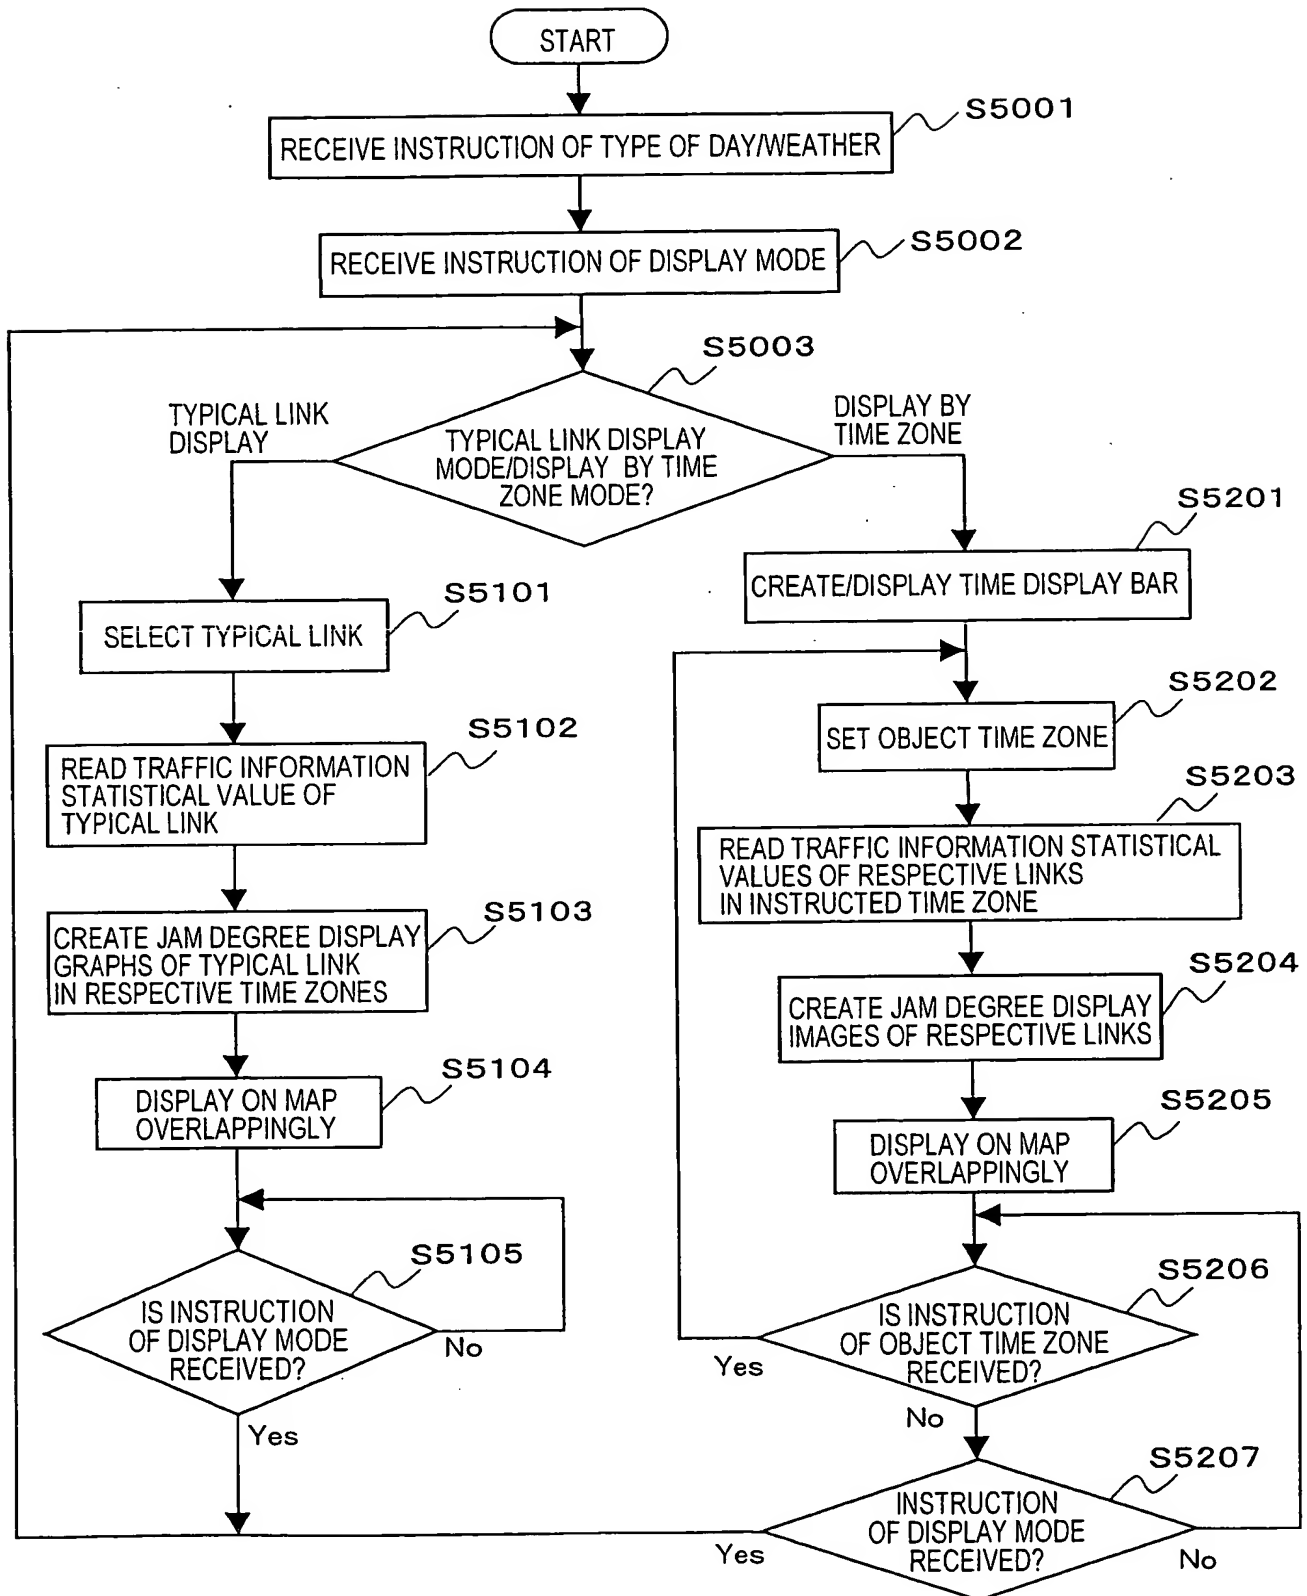 START
S5001
RECEIVE INSTRUCTION OF TYPE OF DAY/WEATHER
S5002
RECEIVE INSTRUCTION OF DISPLAY MODE
S5003
TYPICAL LINK
DISPLAY
DISPLAY BY
TIME ZONE
TYPICAL LINK DISPLAY
MODE/DISPLAY BY TIME
ZONE MODE?
S5101
SELECT TYPICAL LINK
S5102
READ TRAFFIC INFORMATION
STATISTICAL VALUE OF
TYPICAL LINK
S5103
CREATE JAM DEGREE DISPLAY
GRAPHS OF TYPICAL LINK
IN RESPECTIVE TIME ZONES
S5104
DISPLAY ON MAP
OVERLAPPINGLY
S5105
IS INSTRUCTION
OF DISPLAY MODE
RECEIVED?
No
Yes
S5201
CREATE/DISPLAY TIME DISPLAY BAR
S5202
SET OBJECT TIME ZONE
S5203
READ TRAFFIC INFORMATION STATISTICAL
VALUES OF RESPECTIVE LINKS
IN INSTRUCTED TIME ZONE
S5204
CREATE JAM DEGREE DISPLAY
IMAGES OF RESPECTIVE LINKS
S5205
DISPLAY ON MAP
OVERLAPPINGLY
S5206
IS INSTRUCTION
OF OBJECT TIME ZONE
RECEIVED?
Yes
No
S5207
INSTRUCTION
OF DISPLAY MODE
RECEIVED?
Yes
No